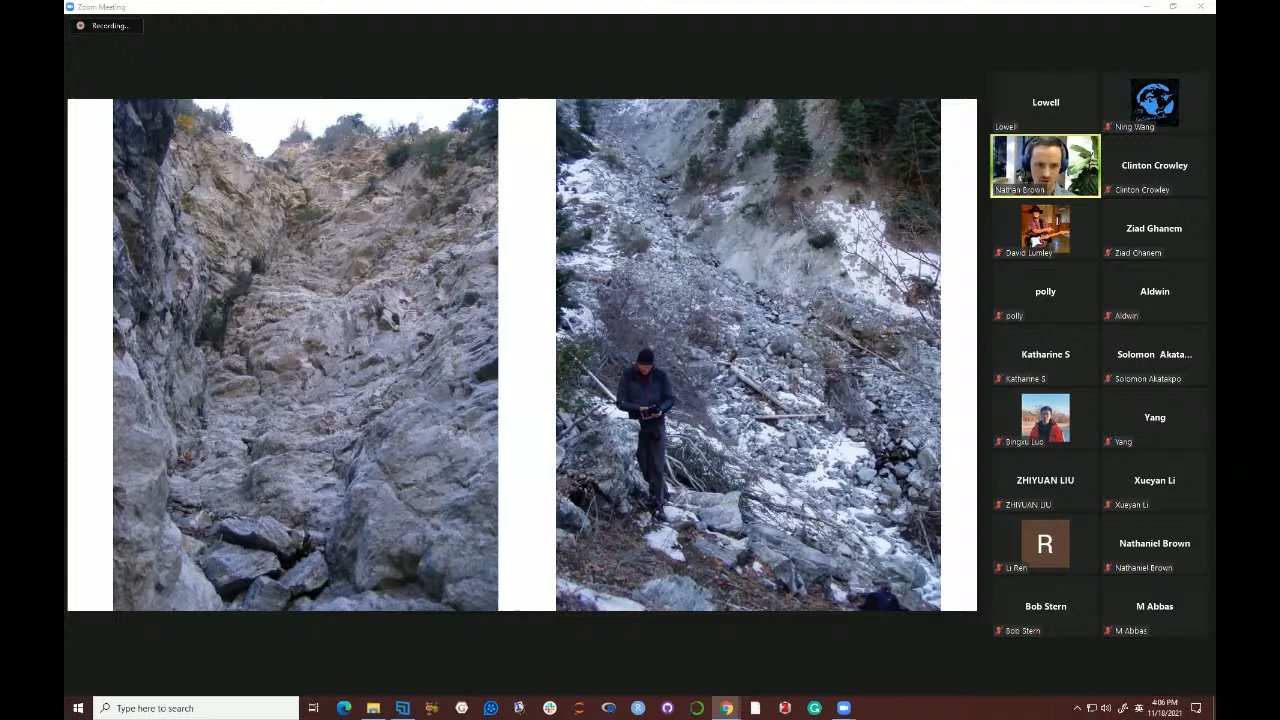 Zoom Meeting
Recording...
Lowell
Lowell
Ning Wang
Nathan Brown
Clinton Crowley
Clinton Crowley
David Lumley
Ziad Ghanem
Ziad Ghanem
polly
polly
Aldwin
Aldwin
Katharine S
Katharine S
Solomon Akata...
Solomon Akatakpo
Bingxu Luo
Yang
Yang
ZHIYUAN LIU
ZHIYUAN LIU
Xueyan Li
Xueyan Li
R
Li Ren
Nathaniel Brown
Nathaniel Brown
Bob Stern
Bob Stern
M Abbas
M Abbas
Type here to search
英
4:06 PM
11/18/2021